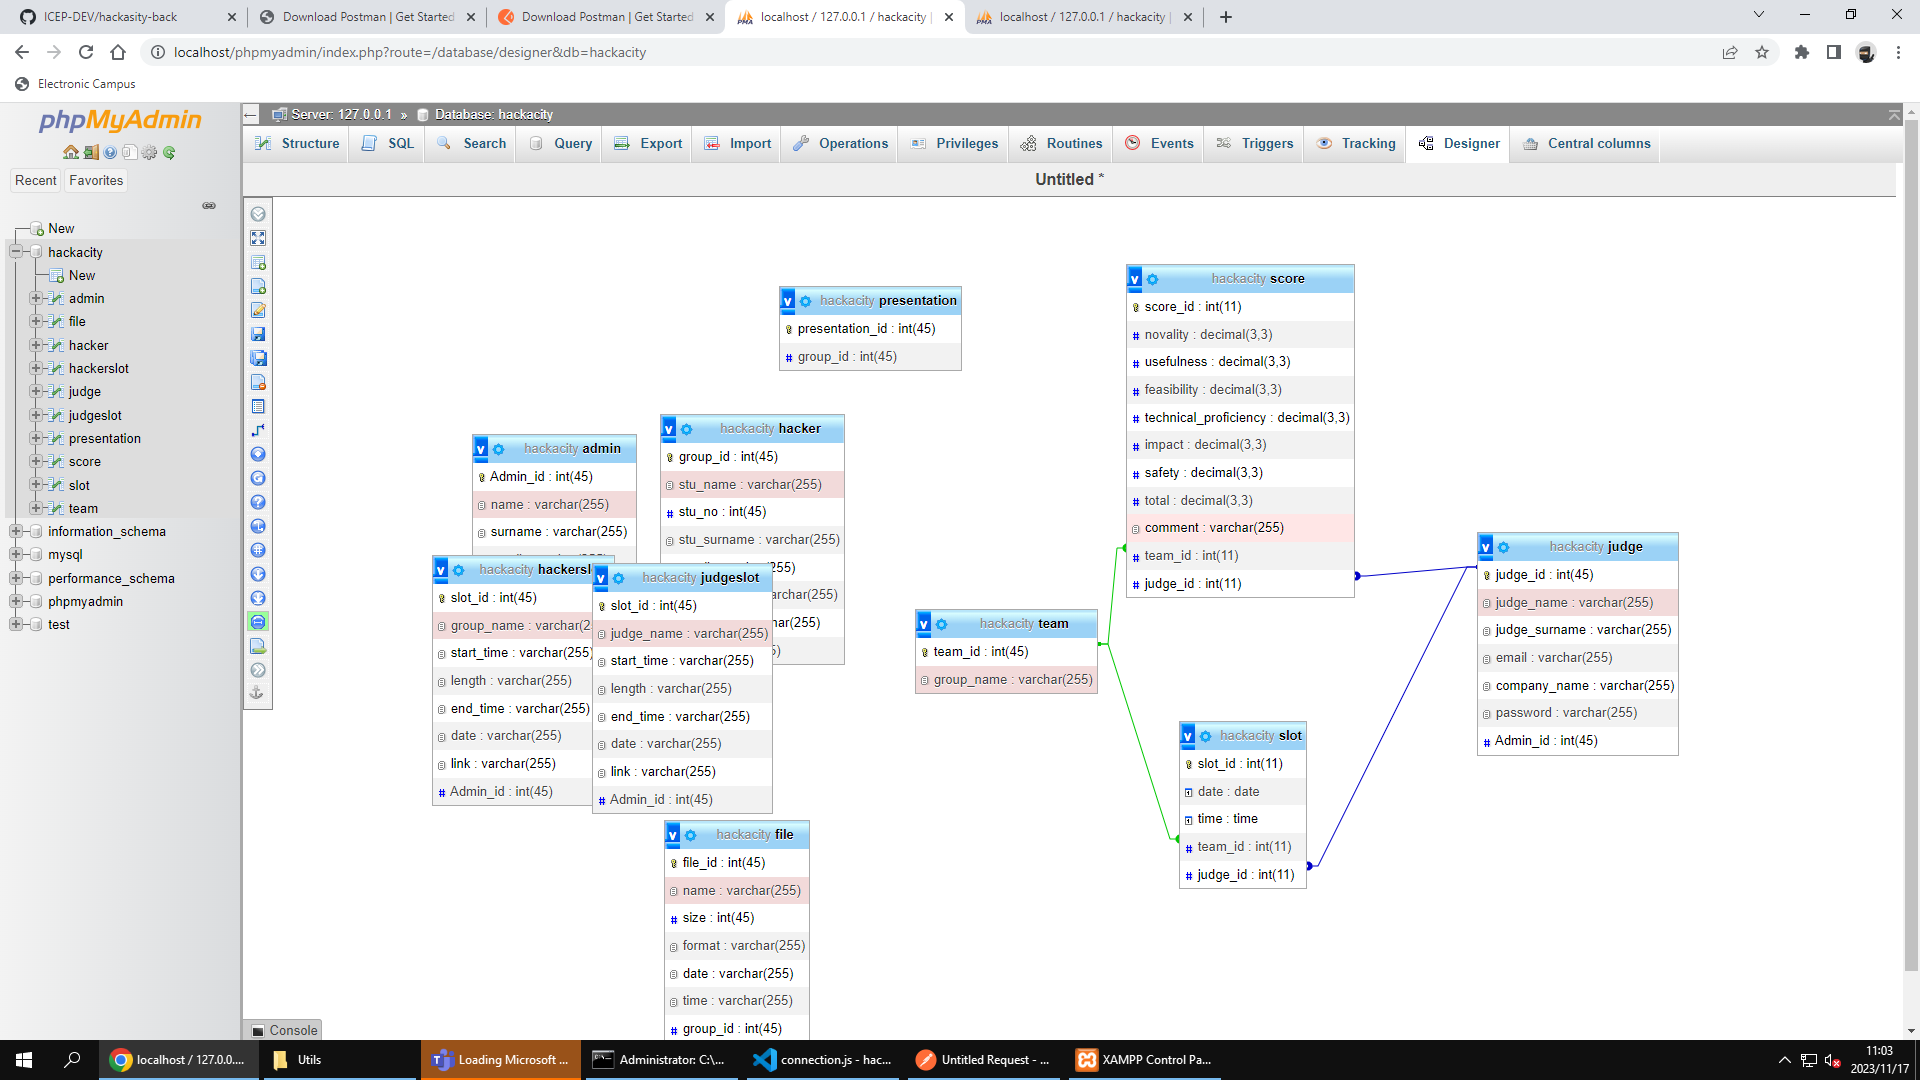 ICEP-DEV/hackasity-back
Download Postman | Get Started
Download Postman | Get Started
localhost / 127.0.0.1 / hackacity |
localhost / 127.0.0.1 / hackacity |
localhost/phpmyadmin/index.php?route=/database/designer&db=hackacity
Electronic Campus
phpMyAdmin
Recent
Favorites
New
hackacity
New
admin
file
hacker
hackerslot
judge
judgeslot
presentation
score
slot
team
information_schema
mysql
performance_schema
phpmyadmin
test
Server: 127.0.0.1 » Database: hackacity
Structure
SQL
Search
Query
Export
Import
Operations
Privileges
Routines
Events
Triggers
Tracking
Designer
Central columns
Untitled *
hackacity presentation
presentation_id : int(45)
group_id : int(45)
hackacity score
score_id : int(11)
novality : decimal(3,3)
usefulness : decimal(3,3)
feasibility : decimal(3,3)
technical_proficiency : decimal(3,3)
impact : decimal(3,3)
safety : decimal(3,3)
total : decimal(3,3)
comment : varchar(255)
team_id : int(11)
judge_id : int(11)
hackacity admin
Admin_id : int(45)
name : varchar(255)
surname : varchar(255)
hackacity hacker
group_id : int(45)
stu_name : varchar(255)
stu_no : int(45)
stu_surname : varchar(255)
55)
archar(255)
har(255)
5)
hackacity hackersl
slot_id : int(45)
group_name : varchar(2
start_time : varchar(255)
length : varchar(255)
end_time : varchar(255)
date : varchar(255)
link : varchar(255)
Admin_id : int(45)
hackacity judgeslot
slot_id : int(45)
judge_name : varchar(255)
start_time : varchar(255)
length : varchar(255)
end_time : varchar(255)
date : varchar(255)
link : varchar(255)
Admin_id : int(45)
hackacity team
team_id : int(45)
group_name : varchar(255)
hackacity judge
judge_id : int(45)
judge_name : varchar(255)
judge_surname : varchar(255)
email : varchar(255)
company_name : varchar(255)
password : varchar(255)
Admin_id : int(45)
hackacity slot
slot_id : int(11)
date : date
time : time
team_id : int(11)
judge_id : int(11)
hackacity file
file_id : int(45)
name : varchar(255)
size : int(45)
format : varchar(255)
date : varchar(255)
time : varchar(255)
group_id : int(45)
Console
localhost / 127.0.0....
Utils
Loading Microsoft ...
Administrator: C:\...
connection.js - hac...
Untitled Request - ...
XAMPP Control Pa...
11:03
2023/11/17